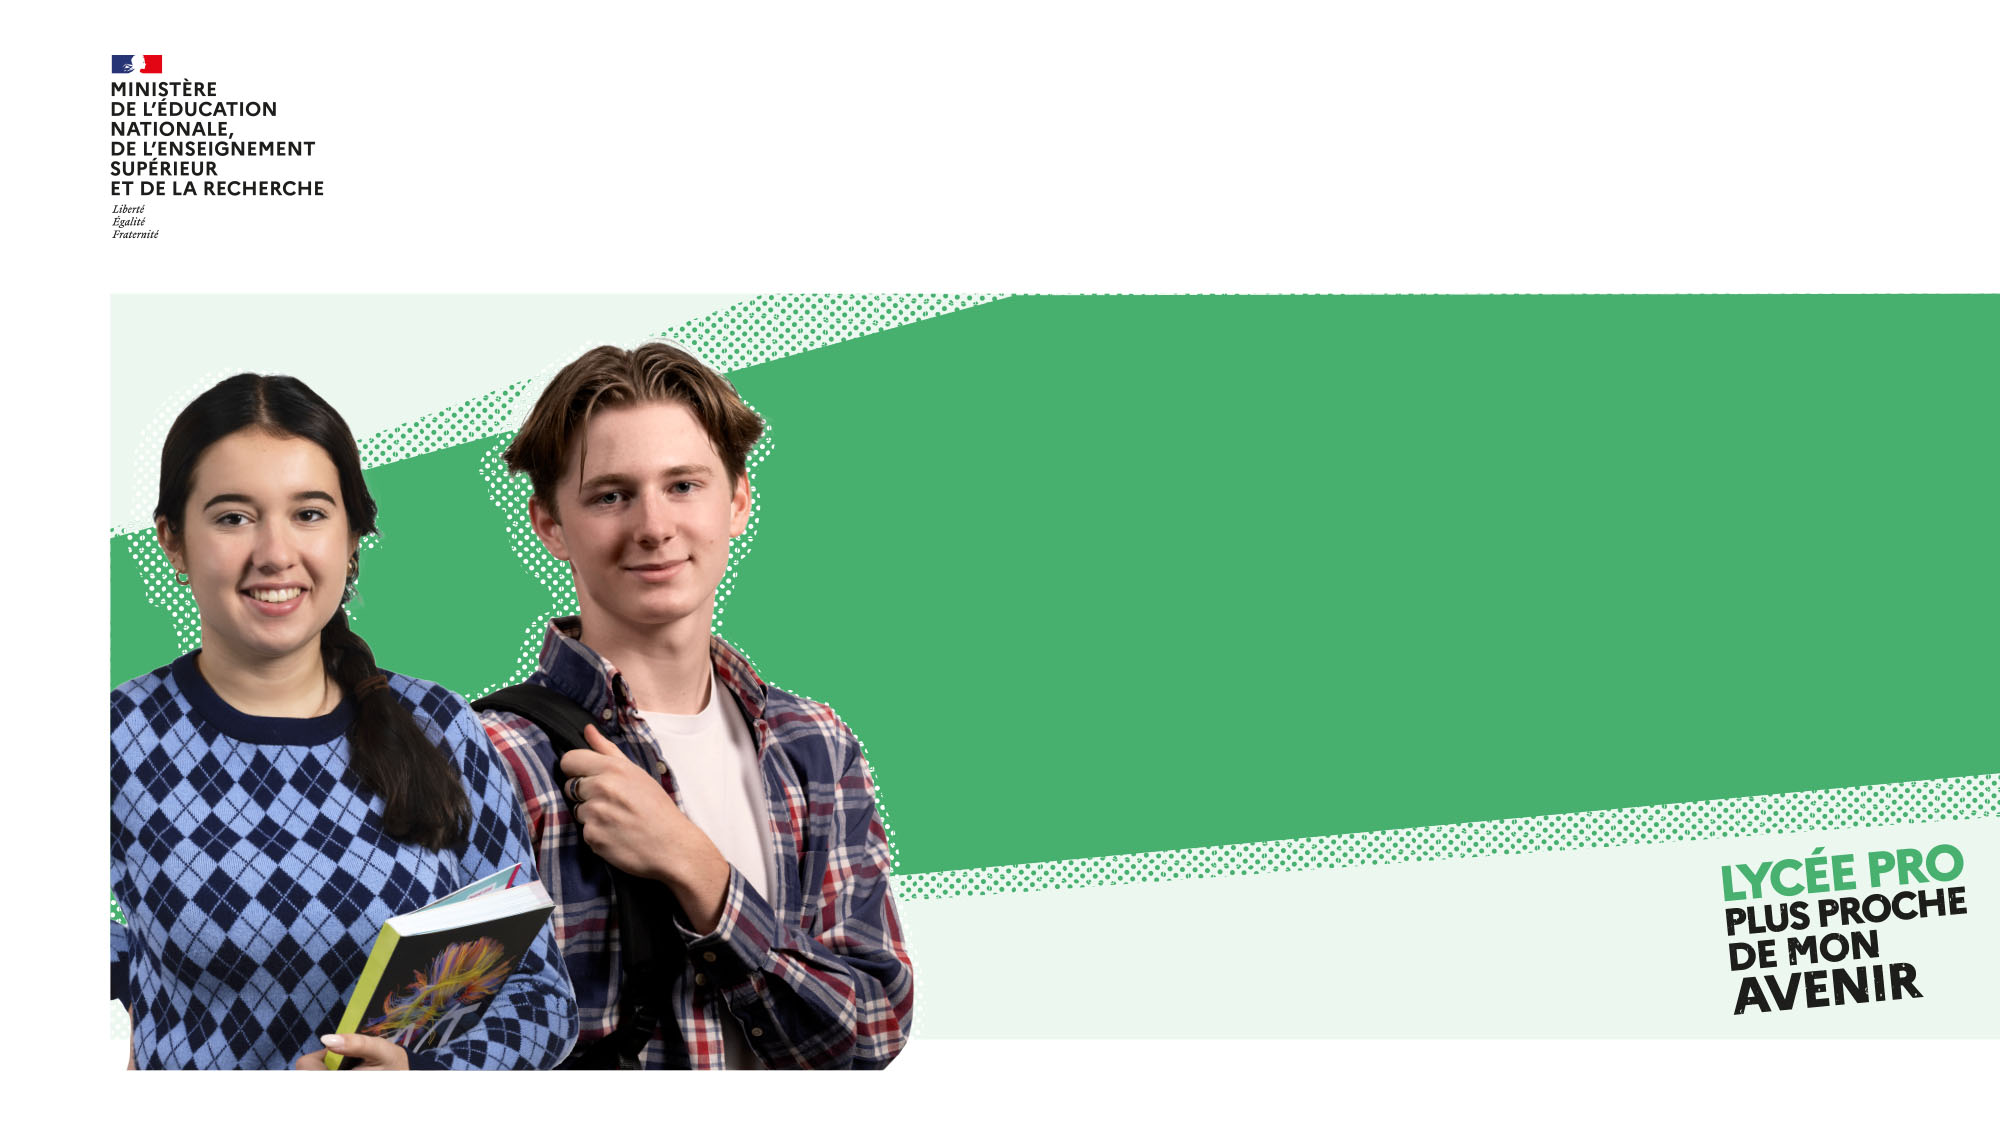 MINISTÈRE
DE L'ÉDUCATION
NATIONALE,
DE L'ENSEIGNEMENT
SUPÉRIEUR
ET DE LA RECHERCHE
Liberté
Égalité
Fraternité
LYCÉE PRO
PLUS PROCHE
DE MON
AVENIR